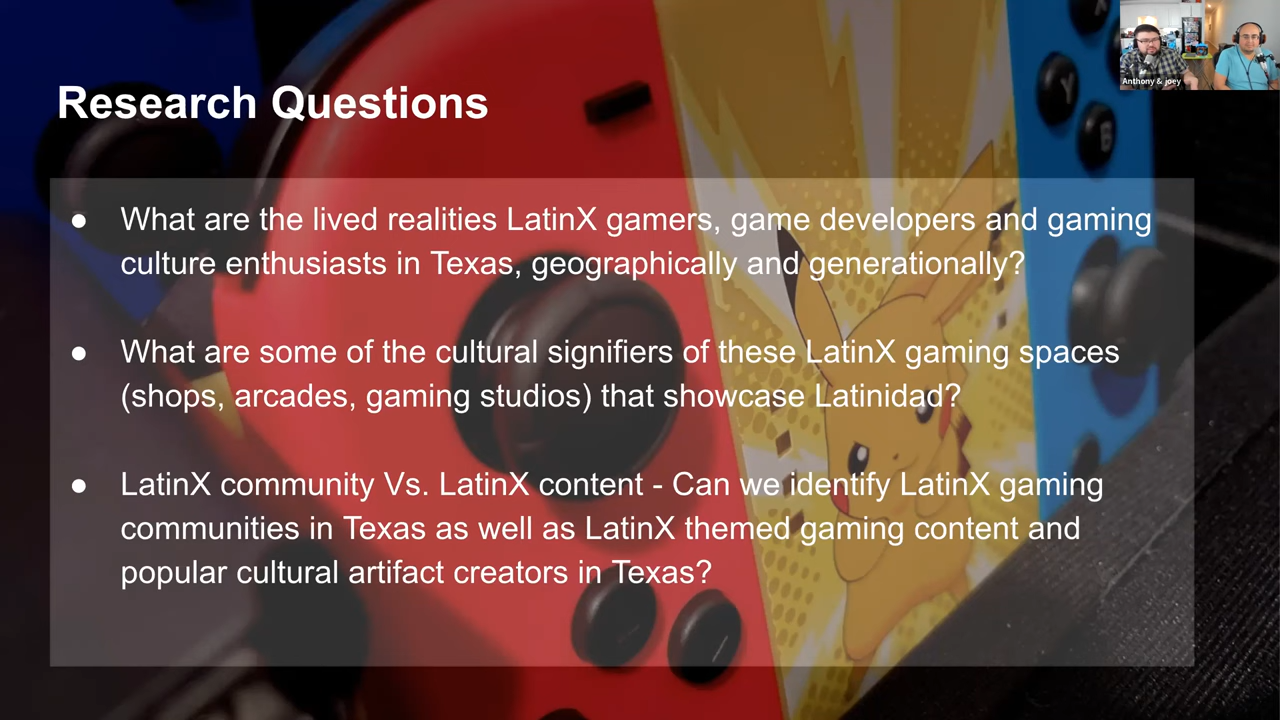 Research Questions
● What are the lived realities LatinX gamers, game developers and gaming
culture enthusiasts in Texas, geographically and generationally?
● What are some of the cultural signifiers of these LatinX gaming spaces
(shops, arcades, gaming studios) that showcase Latinidad?
● LatinX community Vs. LatinX content - Can we identify LatinX gaming
communities in Texas as well as LatinX themed gaming content and
popular cultural artifact creators in Texas?
Anthony & joey
X
Y
B